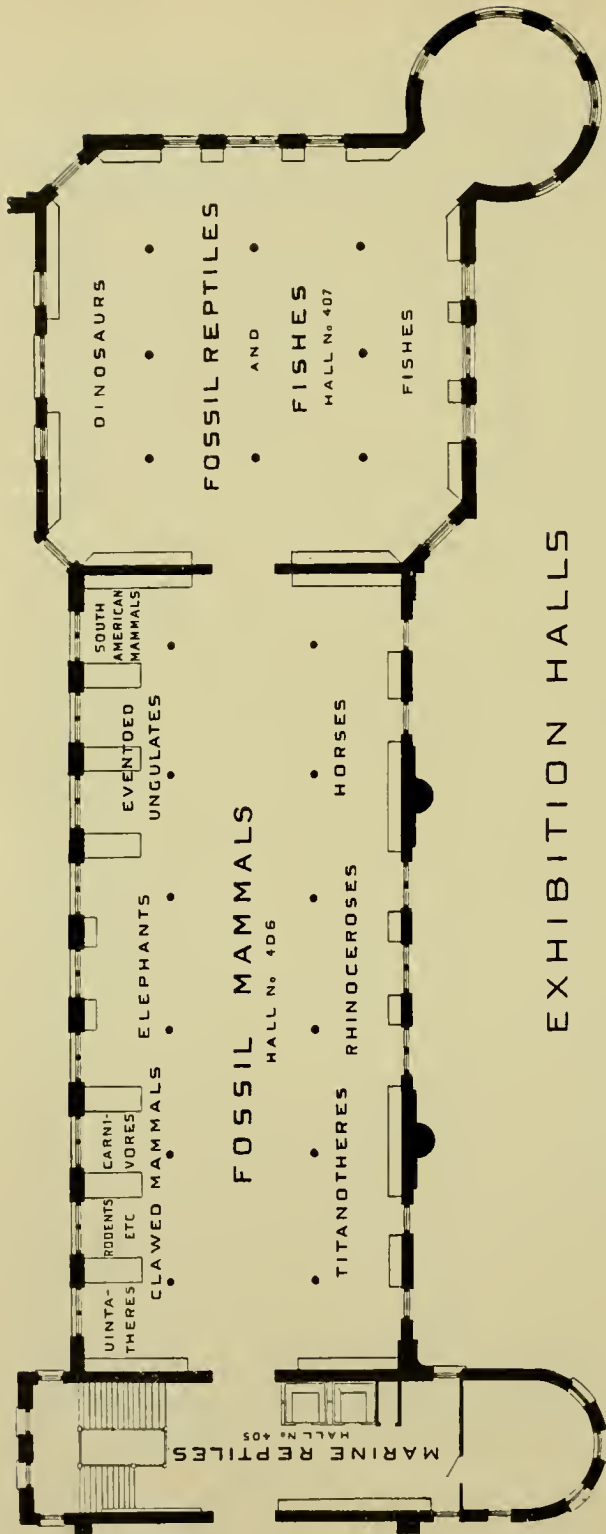 DINOSAURS
FOSSIL REPTILES
AND
FISHES
HALL No 407
FISHES
SOUTH
AMERICAN
MAMMALS
EVENTOED
UNGULATES
ELEPHANTS
CARNI-
VORES
RODENTS
ETC
CLAWED MAMMALS
UINTA-
THERES
FOSSIL MAMMALS
HALL No 406
HORSES
RHINOCEROSES
TITANOTHERES
MARINE REPTILES
HALL No 405
EXHIBITION HALLS